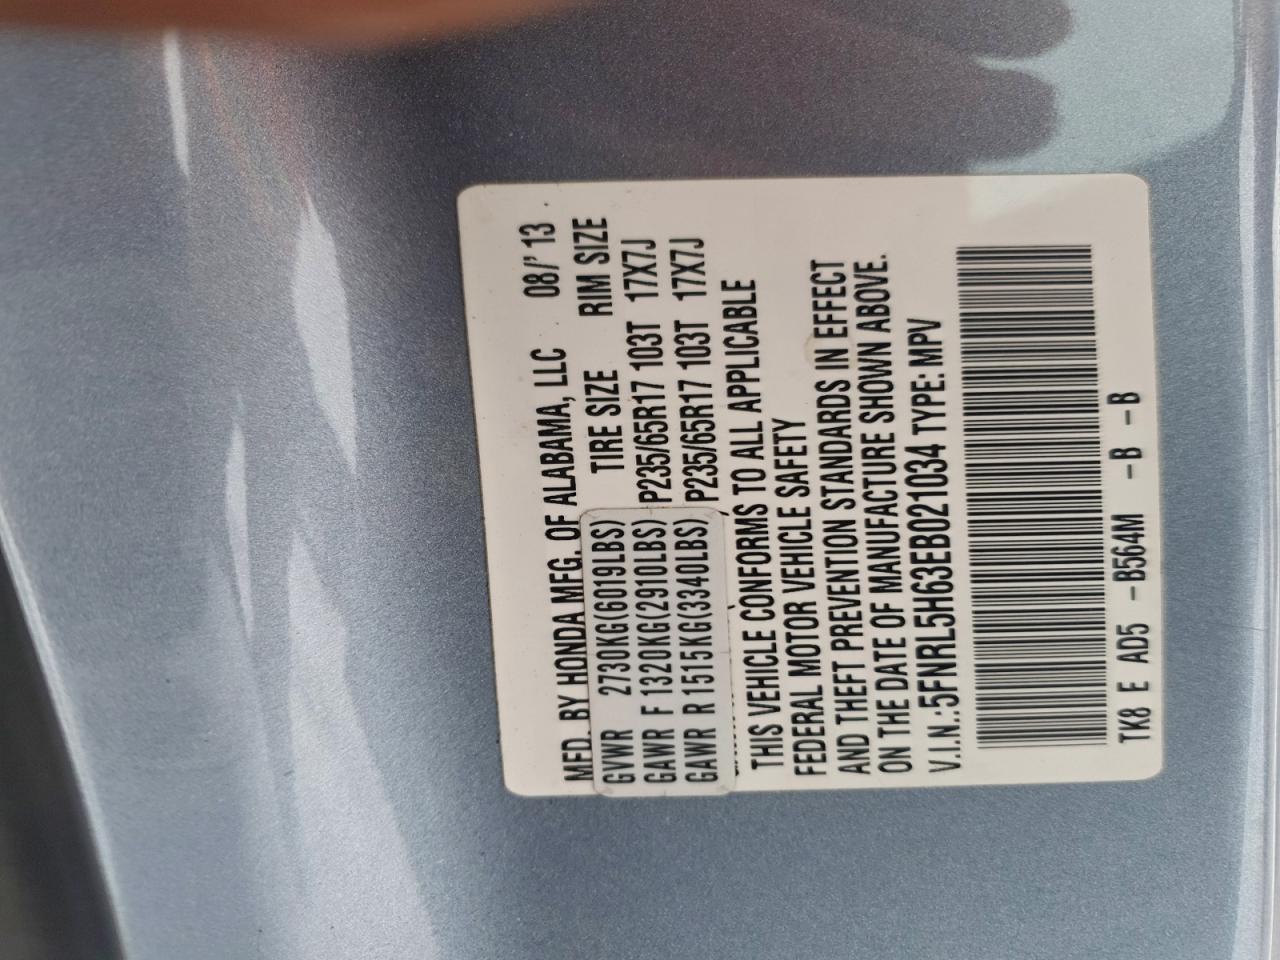 MFD. BY HONDA MFG. OF ALABAMA, LLC 08/'13
TIRE SIZE RIM SIZE
GVWR 2730KG(6019LBS)
GAWR F 1320KG(2910LBS) P235/65R17 103T 17X7J
GAWR R 1515KG(3340LBS) P235/65R17 103T 17X7J
THIS VEHICLE CONFORMS TO ALL APPLICABLE
FEDERAL MOTOR VEHICLE SAFETY
AND THEFT PREVENTION STANDARDS IN EFFECT
ON THE DATE OF MANUFACTURE SHOWN ABOVE.
V.I.N.:5FNRL5H63EB021034 TYPE: MPV
TK8 E AD5 -B564M -B -B